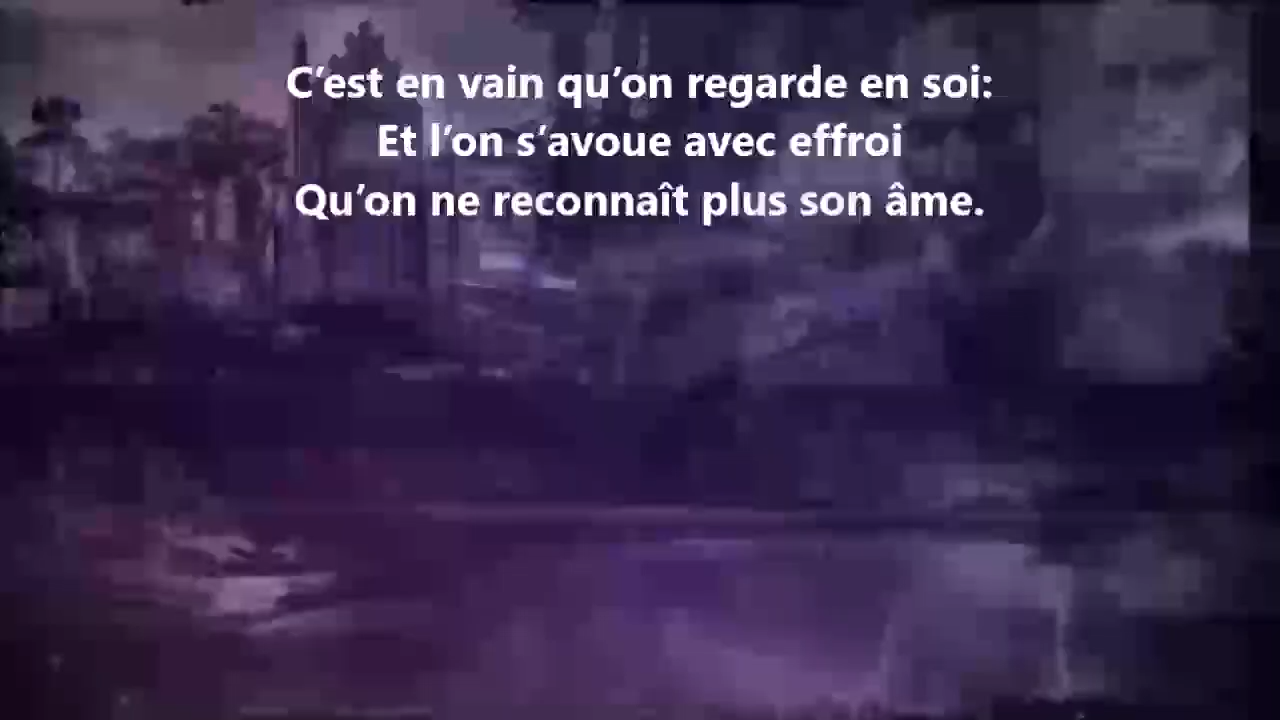 C’est en vain qu’on regarde en soi:
Et l’on s’avoue avec effroi
Qu’on ne reconnaît plus son âme.